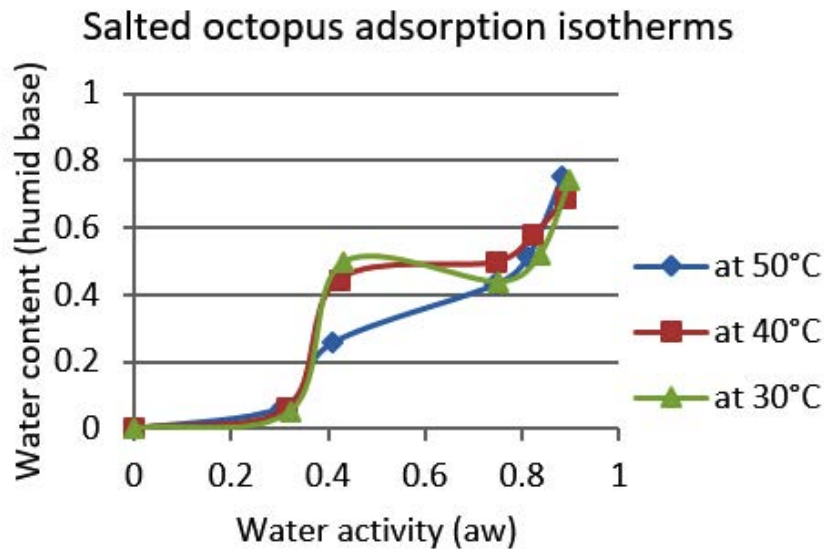 Salted octopus adsorption isotherms
Water content (humid base)
1
0.8
0.6
0.4
0.2
0
0 0.2 0.4 0.6 0.8 1
Water activity (aw)
at 50°C
at 40°C
at 30°C